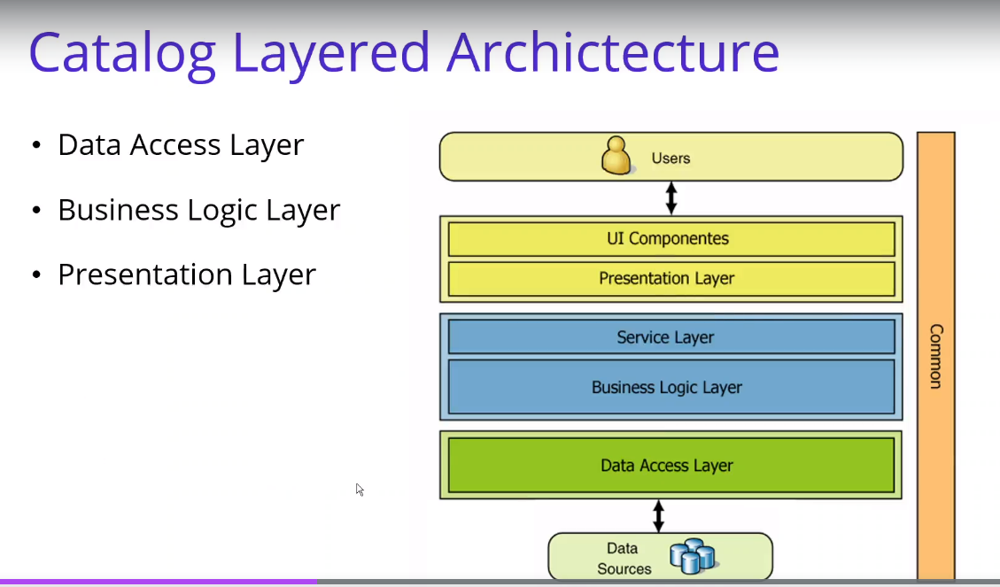 Catalog Layered Archictecture
• Data Access Layer
• Business Logic Layer
• Presentation Layer
Users
UI Componentes
Presentation Layer
Service Layer
Business Logic Layer
Data Access Layer
Data
Sources
Common